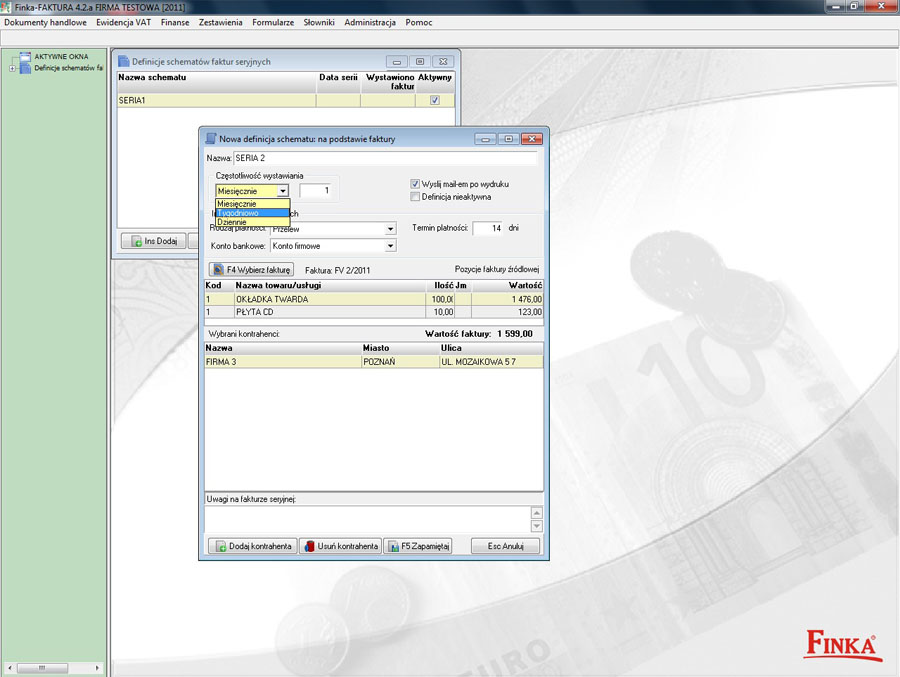 Finka-FAKTURA 4.2.a FIRMA TESTOWA [2011]
Dokumenty handlowe Ewidencja VAT Finanse Zestawienia Formularze Słowniki Administracja Pomoc
AKTYWNE OKNA
Definicje schematów fa
Definicje schematów faktur seryjnych
Nazwa schematu Data serii Wystawiono faktur Aktywny
SERIA1
Ins Dodaj
Nowa definicja schematu: na podstawie faktury
Nazwa: SERIA 2
Częstotliwość wystawiania
Miesięcznie 1
Miesięcznie
Tygodniowo
Dziennie
Wyslij mail-em po wydruku
Definicja nieaktywna
Rodzaj płatności: Przelew
Termin płatności: 14 dni
Konto bankowe: Konto firmowe
F4 Wybierz fakturę Faktura: FV 2/2011 Pozycje faktury źródłowej
Kod Nazwa towaru/usługi Ilość Jm Wartość
1 OKŁADKA TWARDA 100,0 1 476,00
1 PŁYTA CD 10,00 123,00
Wybrani kontrahenci: Wartość faktury: 1 599,00
Nazwa Miasto Ulica
FIRMA 3 POZNAŃ UL. MOZAIKOWA 5 7
Uwagi na fakturze seryjnej:
Dodaj kontrahenta Usuń kontrahenta F5 Zapamiętaj Esc Anuluj
10
EURO
FINKA®